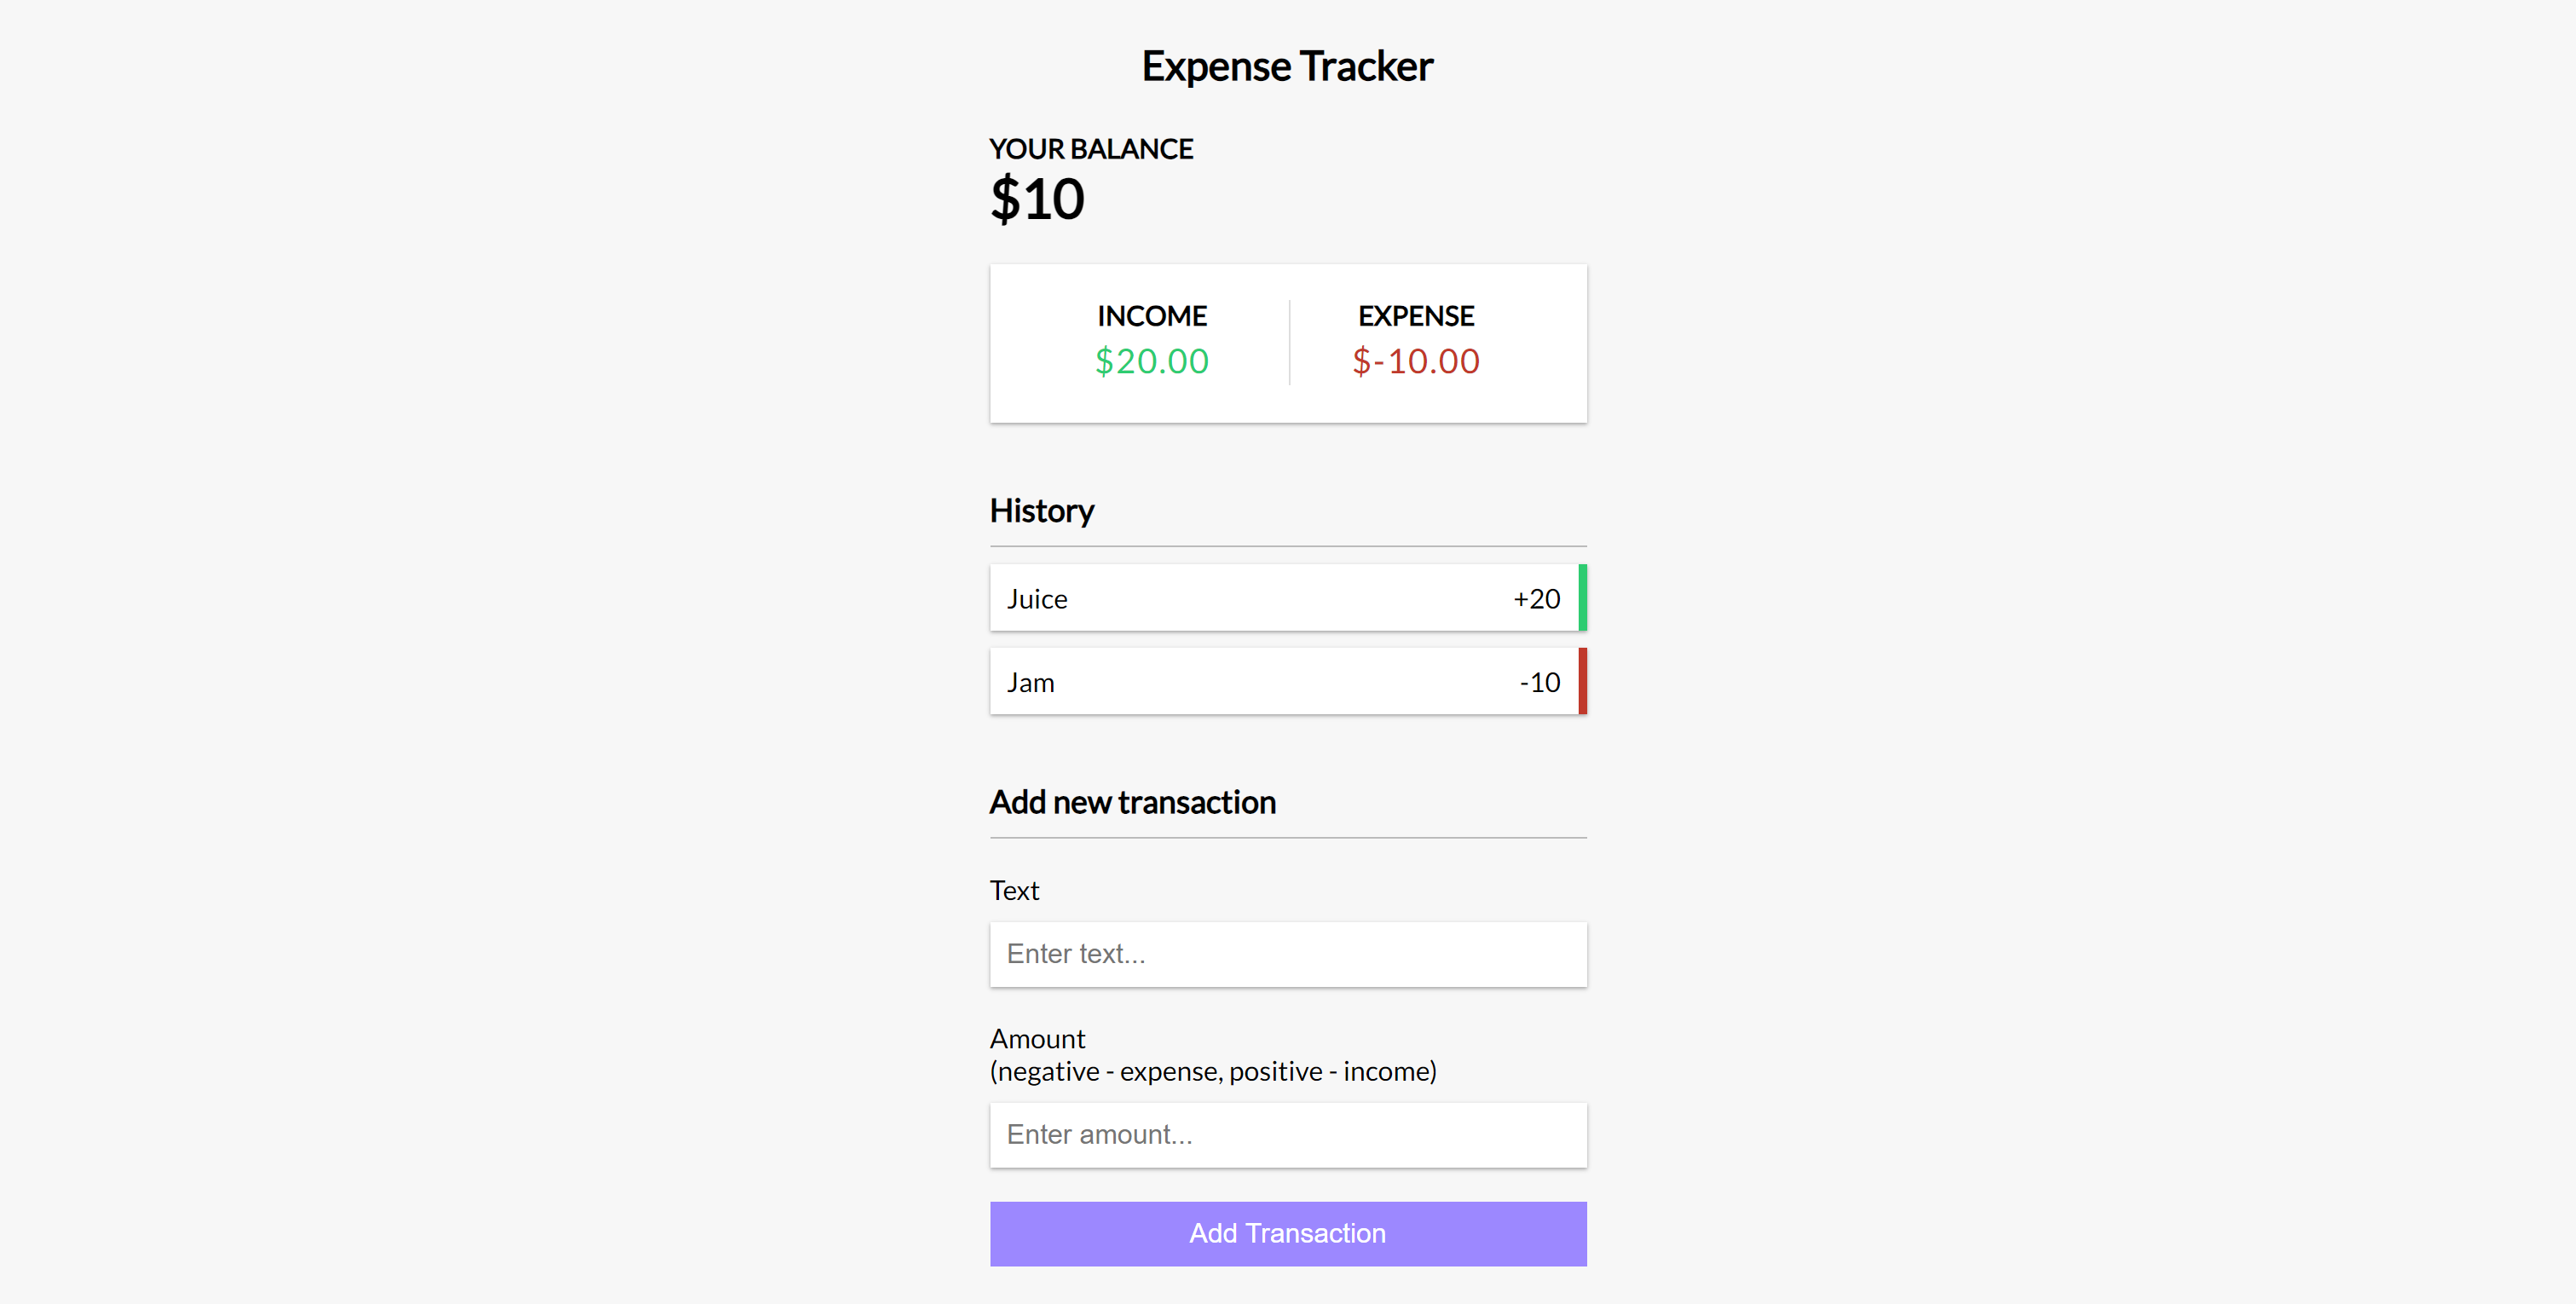 Expense Tracker
YOUR BALANCE
$10
INCOME
$20.00
EXPENSE
$-10.00
History
Juice +20
Jam -10
Add new transaction
Text
Enter text...
Amount
(negative - expense, positive - income)
Enter amount...
Add Transaction